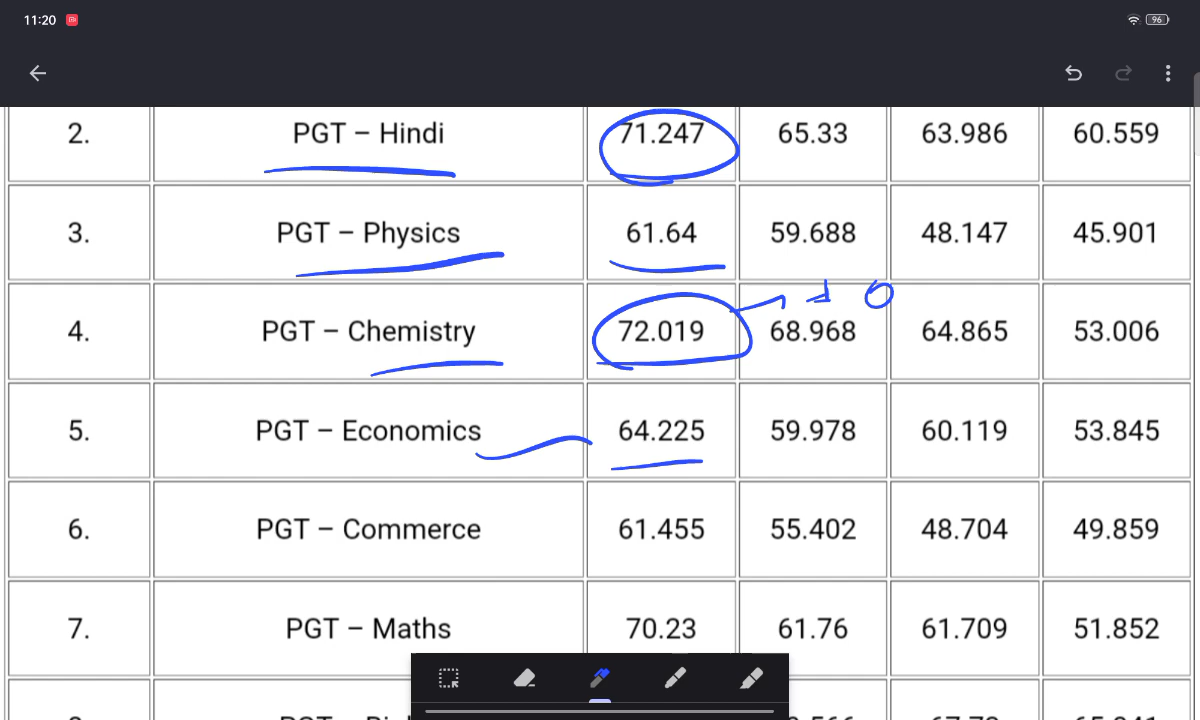 11:20 96
2. PGT – Hindi 71.247 65.33 63.986 60.559
3. PGT – Physics 61.64 59.688 48.147 45.901
4. PGT – Chemistry 72.019 68.968 64.865 53.006
5. PGT – Economics 64.225 59.978 60.119 53.845
6. PGT – Commerce 61.455 55.402 48.704 49.859
7. PGT – Maths 70.23 61.76 61.709 51.852